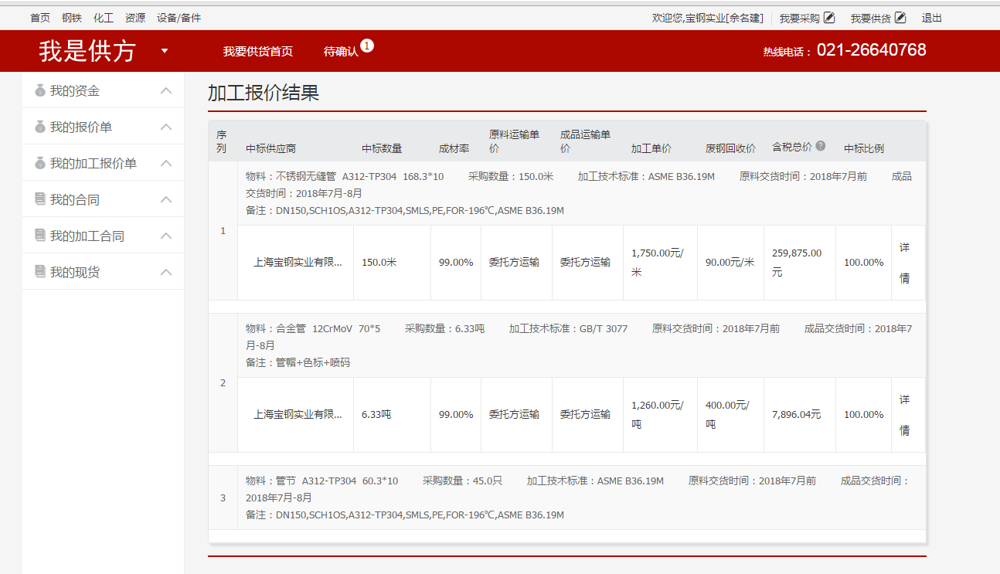 首页 钢铁 化工 资源 设备/备件 欢迎您,宝钢实业[余名建] 我要采购 我要供货 退出
我是供方 我要供货首页 待确认 1 热线电话： 021-26640768
我的资金
我的报价单
我的加工报价单
我的合同
我的加工合同
我的现货
加工报价结果
序列 中标供应商 中标数量 成材率 原料运输单价 成品运输单价 加工单价 废钢回收价 含税总价 ? 中标比例
1
物料：不锈钢无缝管 A312-TP304 168.3*10 采购数量：150.0米 加工技术标准：ASME B36.19M 原料交货时间：2018年7月前 成品
交货时间：2018年7月-8月
备注：DN150,SCH1OS,A312-TP304,SMLS,PE,FOR-196℃,ASME B36.19M
上海宝钢实业有限... 150.0米 99.00% 委托方运输 委托方运输 1,750.00元/米 90.00元/米 259,875.00元 100.00% 详情
2
物料：合金管 12CrMoV 70*5 采购数量：6.33吨 加工技术标准：GB/T 3077 原料交货时间：2018年7月前 成品交货时间：2018年7
月-8月
备注：管帽+色标+喷码
上海宝钢实业有限... 6.33吨 99.00% 委托方运输 委托方运输 1,260.00元/吨 400.00元/吨 7,896.04元 100.00% 详情
3
物料：管节 A312-TP304 60.3*10 采购数量：45.0只 加工技术标准：ASME B36.19M 原料交货时间：2018年7月前 成品交货时间：
2018年7月-8月
备注：DN150,SCH1OS,A312-TP304,SMLS,PE,FOR-196℃,ASME B36.19M